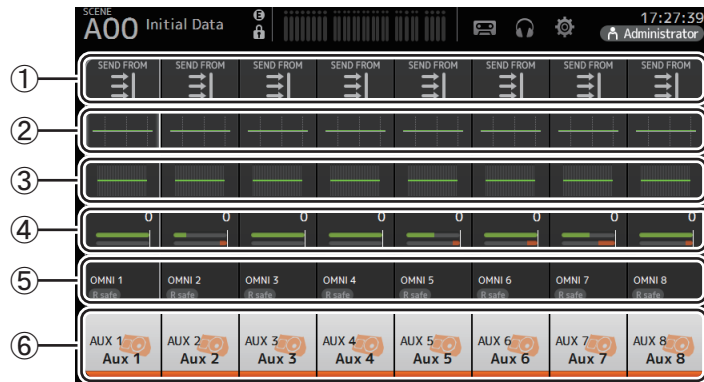 SCENE
A00 Initial Data
E
17:27:39
Administrator
① SEND FROM SEND FROM SEND FROM SEND FROM SEND FROM SEND FROM SEND FROM SEND FROM
②
③
④ 0 0 0 0 0 0 0 0
⑤ OMNI 1 OMNI 2 OMNI 3 OMNI 4 OMNI 5 OMNI 6 OMNI 7 OMNI 8
R safe R safe R safe R safe R safe R safe R safe R safe
⑥ AUX 1 AUX 2 AUX 3 AUX 4 AUX 5 AUX 6 AUX 7 AUX 8
Aux 1 Aux 2 Aux 3 Aux 4 Aux 5 Aux 6 Aux 7 Aux 8